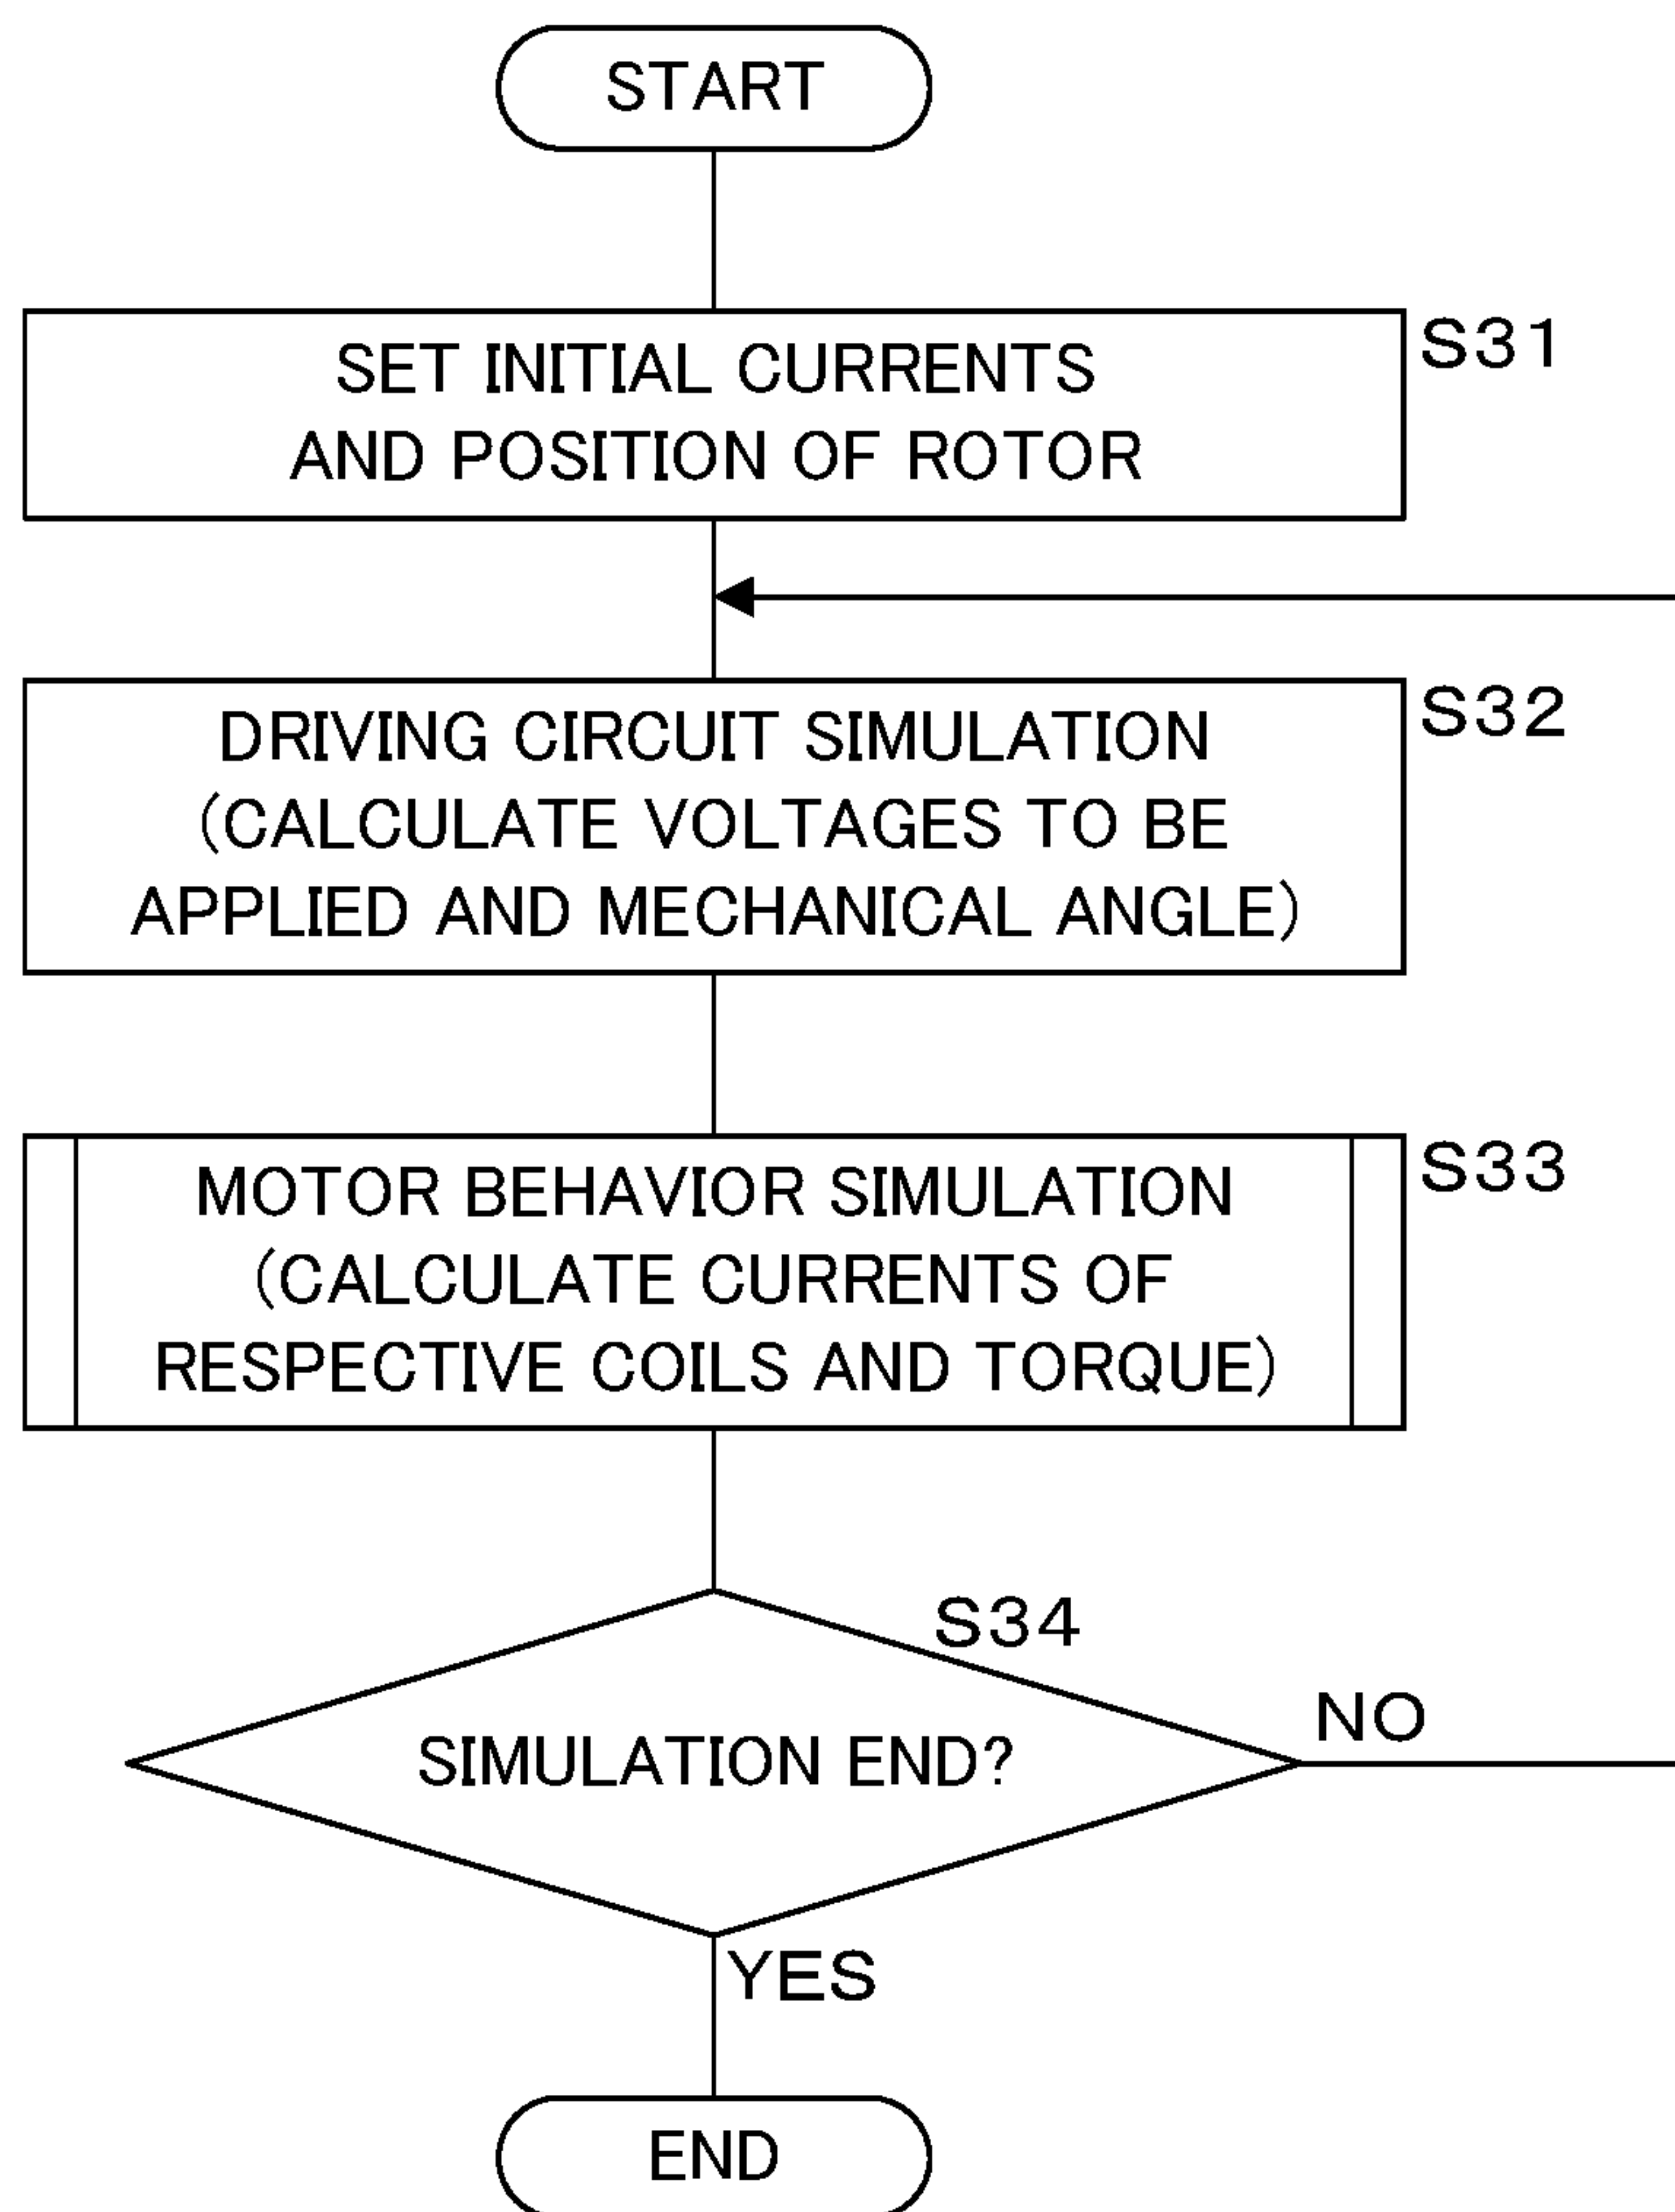 START
SET INITIAL CURRENTS
AND POSITION OF ROTOR
S31
DRIVING CIRCUIT SIMULATION
(CALCULATE VOLTAGES TO BE
APPLIED AND MECHANICAL ANGLE)
S32
MOTOR BEHAVIOR SIMULATION
(CALCULATE CURRENTS OF
RESPECTIVE COILS AND TORQUE)
S33
S34
SIMULATION END?
NO
YES
END